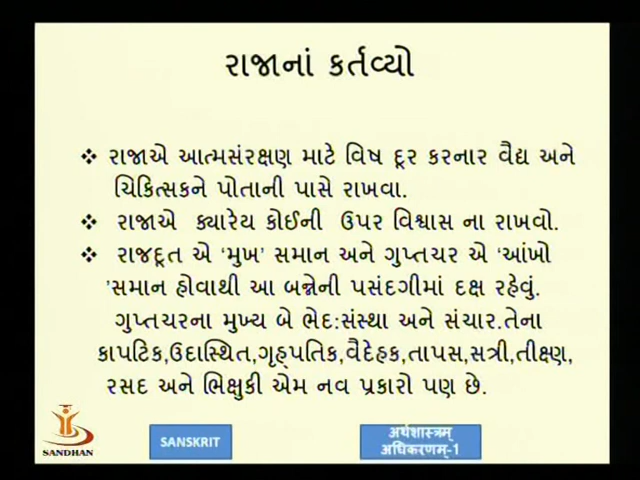 રાજાનાં કર્તવ્યો
❖ રાજાએ આત્મસંરક્ષણ માટે વિષ દૂર કરનાર વૈદ્ય અને
ચિકિત્સકને પોતાની પાસે રાખવા.
❖ રાજાએ ક્યારેય કોઈની ઉપર વિશ્વાસ ના રાખવો.
❖ રાજદૂત એ ‘મુખ’ સમાન અને ગુપ્તચર એ ‘આંખો
’સમાન હોવાથી આ બન્નેની પસંદગીમાં દક્ષ રહેવું.
ગુપ્તચરના મુખ્ય બે ભેદ:સંસ્થા અને સંચાર.તેના
કાપટિક,ઉદાસ્થિત,ગૃહ્પતિક,વૈદેહક,તાપસ,સત્રી,તીક્ષ્ણ,
રસદ અને ભિક્ષુકી એમ નવ પ્રકારો પણ છે.
SANDHAN
SANSKRIT
अर्थशास्त्रम्
अधिकरणम्-1